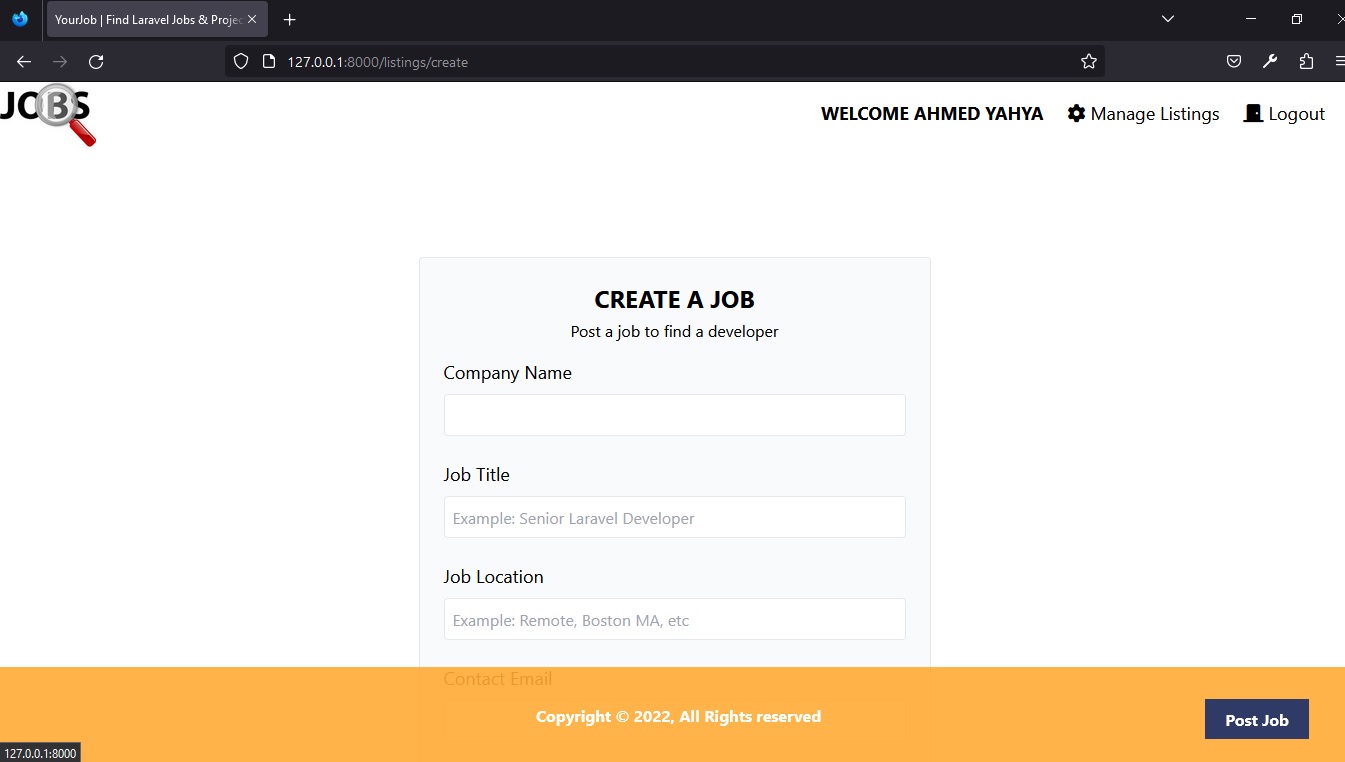 YourJob | Find Laravel Jobs & Projec
127.0.0.1:8000/listings/create
JOBS
WELCOME AHMED YAHYA
Manage Listings
Logout
CREATE A JOB
Post a job to find a developer
Company Name
Job Title
Example: Senior Laravel Developer
Job Location
Example: Remote, Boston MA, etc
Contact Email
Copyright © 2022, All Rights reserved
Post Job
127.0.0.1:8000